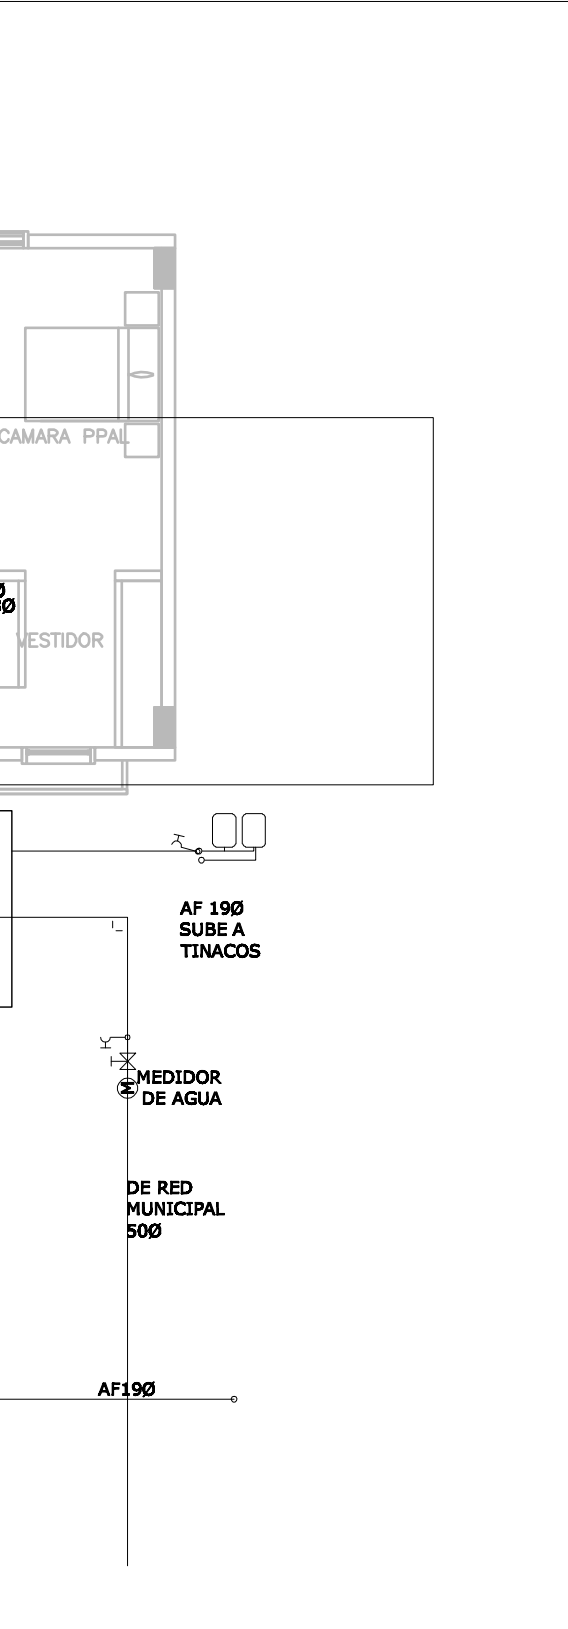 CAMARA PPAL
Ø
Ø
VESTIDOR
AF 19Ø
SUBE A
TINACOS
M
MEDIDOR
DE AGUA
DE RED
MUNICIPAL
50Ø
AF19Ø